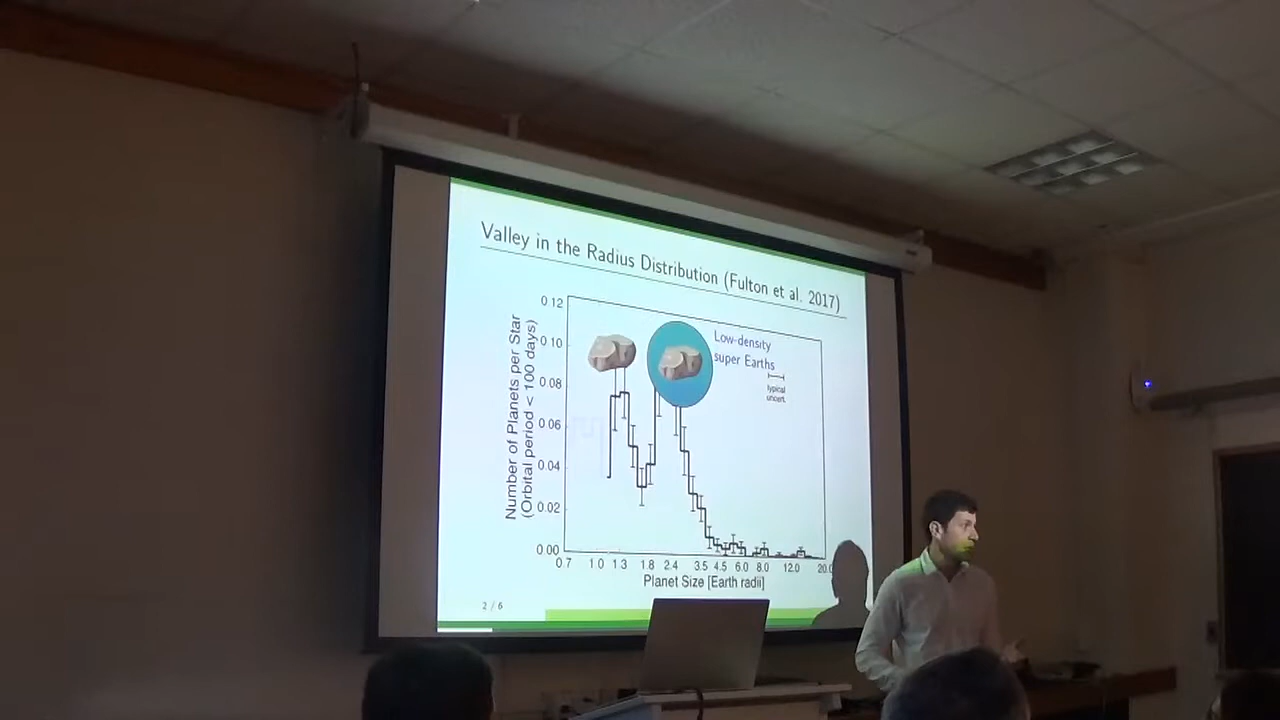 Valley in the Radius Distribution (Fulton et al. 2017)
Number of Planets per Star
(Orbital period < 100 days)
0.12
0.10
0.08
0.06
0.04
0.02
0.00
Low-density
super Earths
typical
uncert.
0.7 1.0 1.3 1.8 2.4 3.5 4.5 6.0 8.0 12.0 20.0
Planet Size [Earth radii]
2 / 6